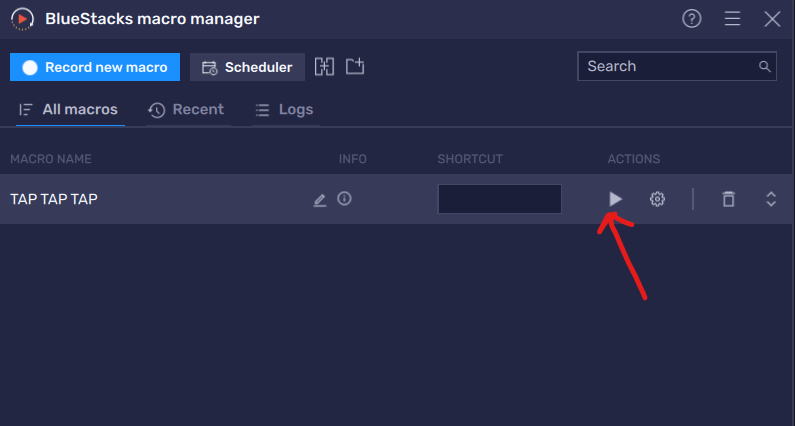 BlueStacks macro manager
Record new macro Scheduler Search
All macros Recent Logs
MACRO NAME INFO SHORTCUT ACTIONS
TAP TAP TAP